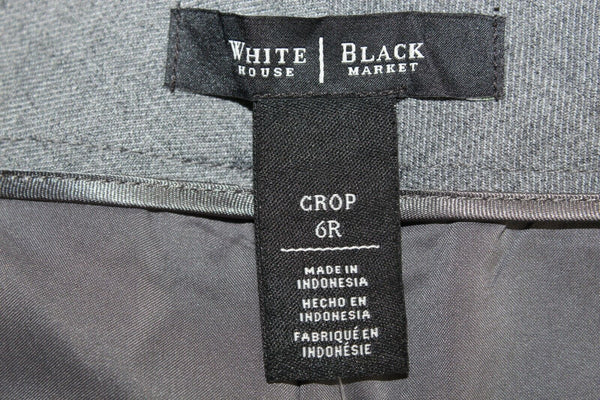 WHITE | BLACK
HOUSE MARKET
CROP
6R
MADE IN
INDONESIA
HECHO EN
INDONESIA
FABRIQUÉ EN
INDONÉSIE